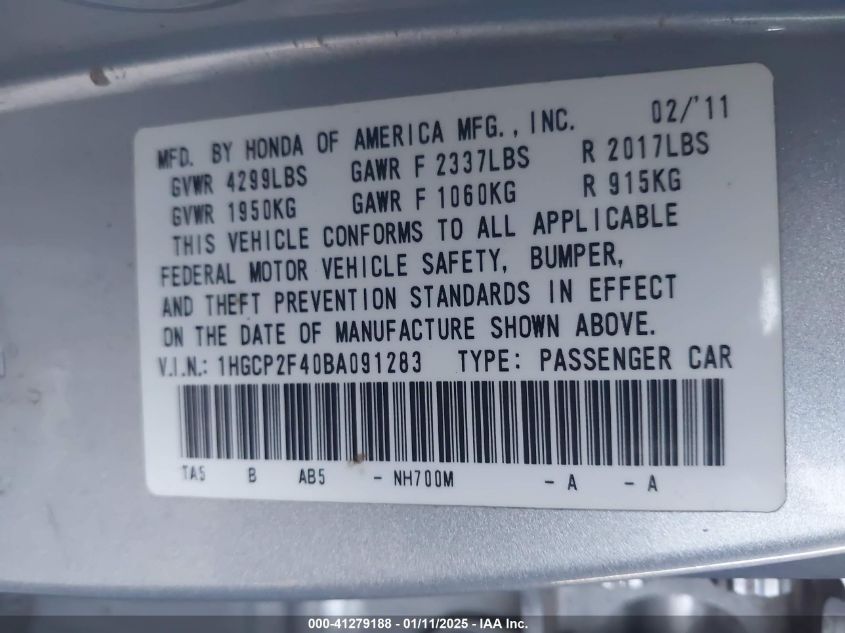 MFD. BY HONDA OF AMERICA MFG., INC. 02/'11
GVWR 4299LBS GAWR F 2337LBS R 2017LBS
GVWR 1950KG GAWR F 1060KG R 915KG
THIS VEHICLE CONFORMS TO ALL APPLICABLE
FEDERAL MOTOR VEHICLE SAFETY, BUMPER,
AND THEFT PREVENTION STANDARDS IN EFFECT
ON THE DATE OF MANUFACTURE SHOWN ABOVE.
V.I.N.: 1HGCP2F40BA091283 TYPE: PASSENGER CAR
TA5 B AB5 - NH700M - A - A
000-41279188 - 01/11/2025 - IAA Inc.